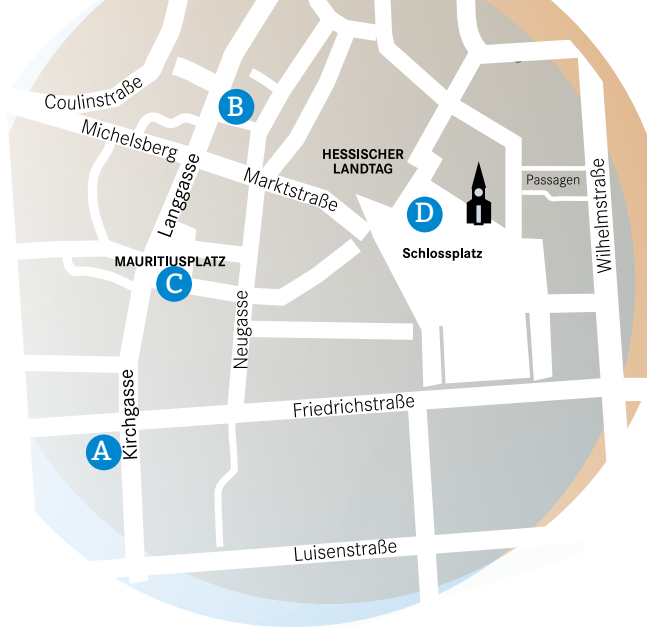 Coulinstraße
B
Michelsberg
HESSISCHER
LANDTAG
Langgasse
Marktstraße
Passagen
D
Wilhelmstraße
Schlossplatz
MAURITIUSPLATZ
C
Neugasse
Kirchgasse
Friedrichstraße
A
Luisenstraße